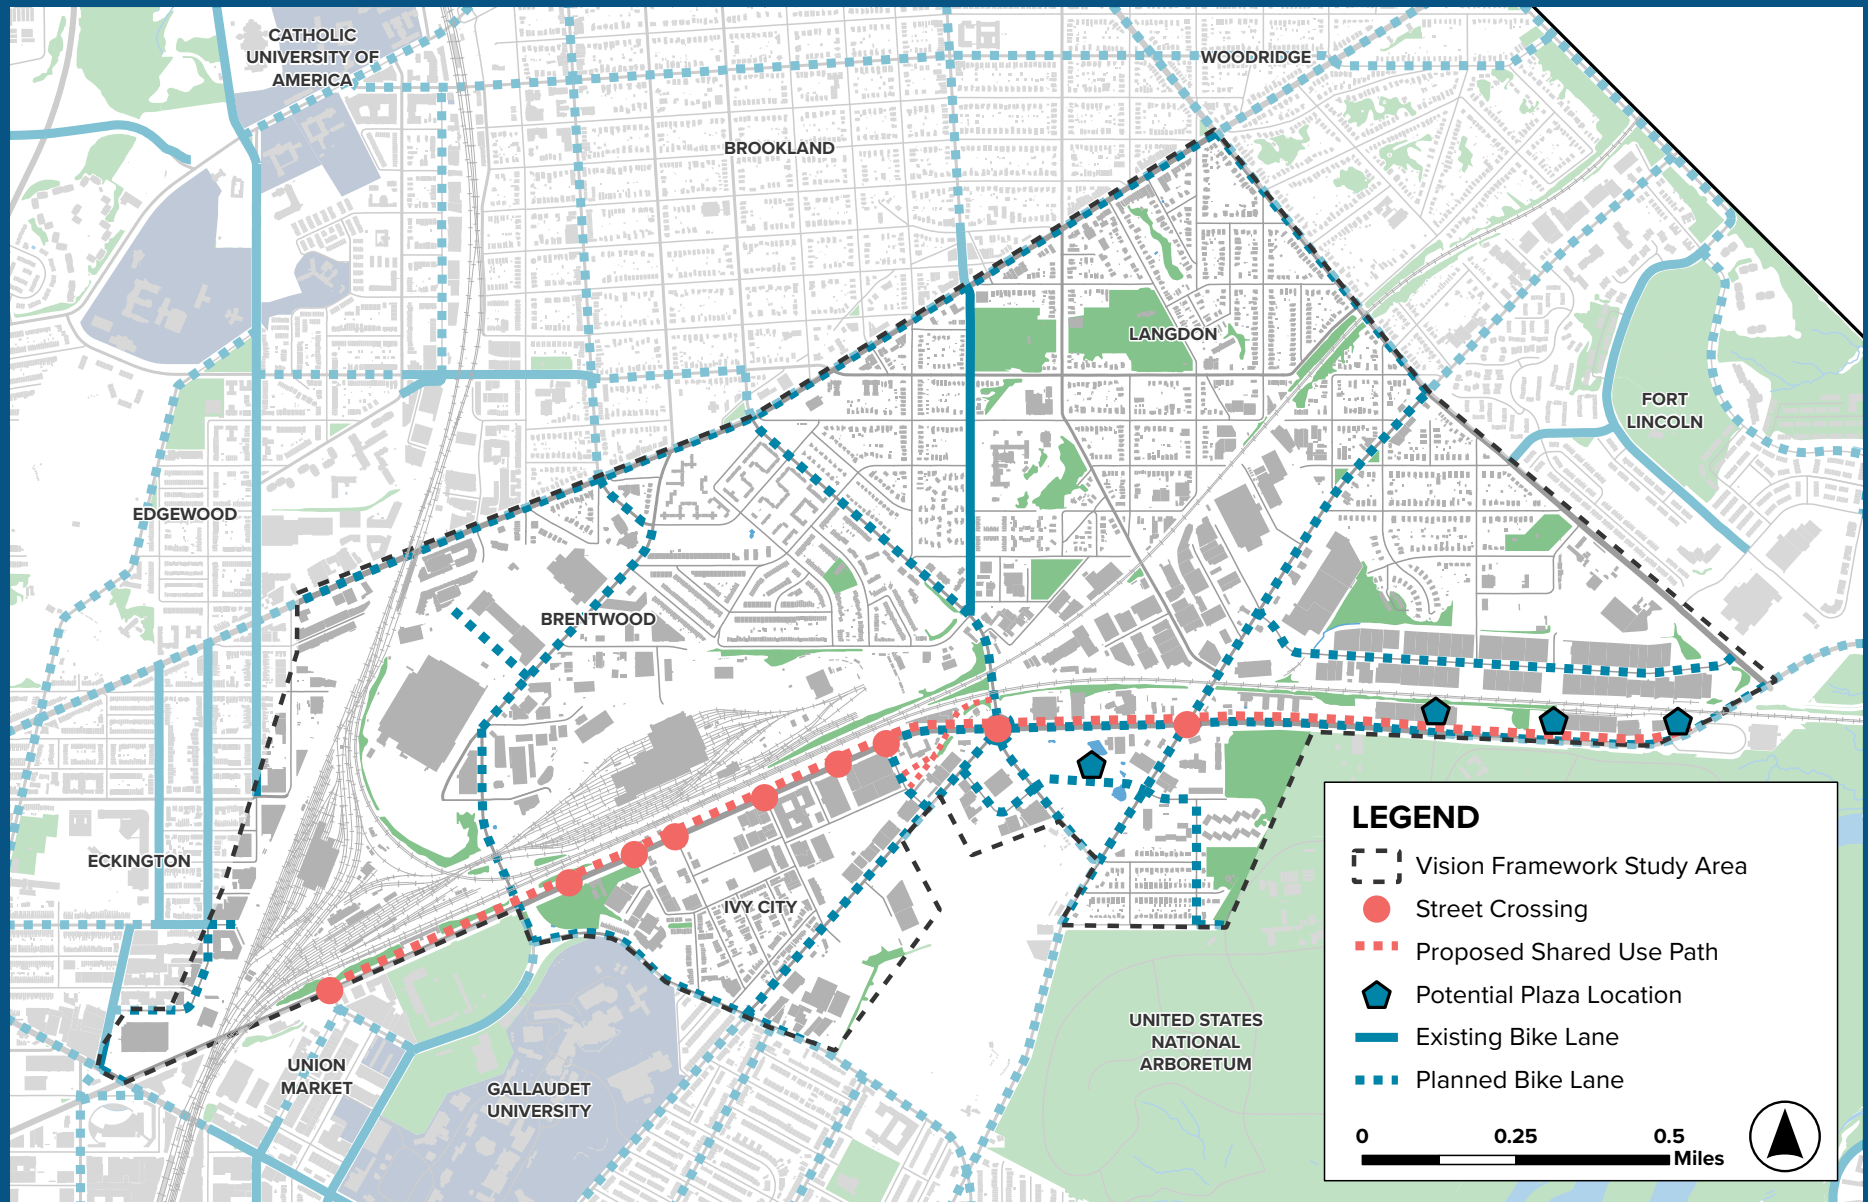 CATHOLIC
UNIVERSITY OF
AMERICA
WOODRIDGE
BROOKLAND
LANGDON
FORT
LINCOLN
EDGEWOOD
BRENTWOOD
ECKINGTON
IVY CITY
UNION
MARKET
GALLAUDET
UNIVERSITY
UNITED STATES
NATIONAL
ARBORETUM
LEGEND
Vision Framework Study Area
Street Crossing
Proposed Shared Use Path
Potential Plaza Location
Existing Bike Lane
Planned Bike Lane
0 0.25 0.5
Miles